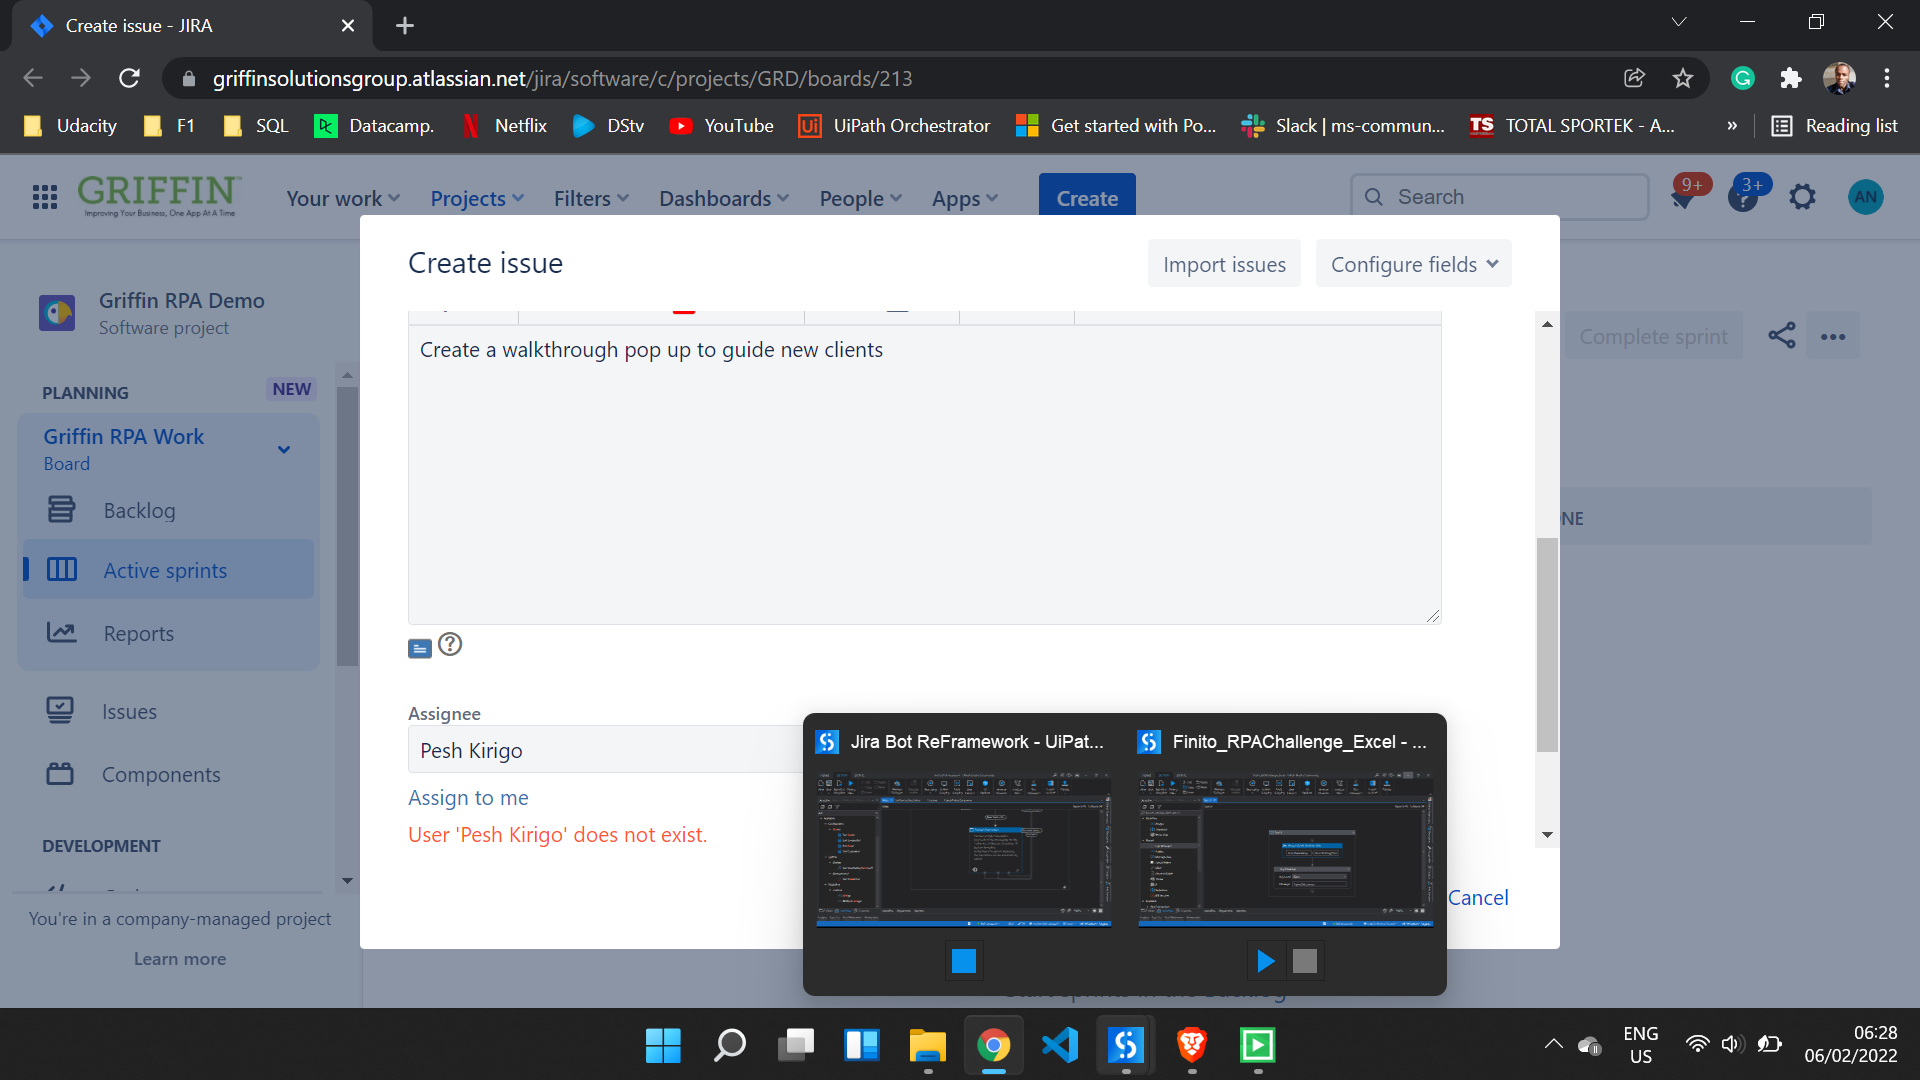 Create issue - JIRA
griffinsolutionsgroup.atlassian.net/jira/software/c/projects/GRD/boards/213
Udacity F1 SQL Datacamp. Netflix DStv YouTube UiPath Orchestrator Get started with Po... Slack | ms-commun... TOTAL SPORTEK - A... » Reading list
GRIFFIN
Improving Your Business, One App At A Time
Your work Projects Filters Dashboards People Apps Create Search 9+ 3+ AN
Create issue
Import issues
Configure fields
Griffin RPA Demo
Software project
Complete sprint
PLANNING NEW
Griffin RPA Work
Board
Backlog
Active sprints
Reports
Issues
Components
DEVELOPMENT
You're in a company-managed project
Learn more
Create a walkthrough pop up to guide new clients
NE
Assignee
Pesh Kirigo
Assign to me
User 'Pesh Kirigo' does not exist.
Jira Bot ReFramework - UiPat...
Finito_RPAChallenge_Excel - ...
Cancel
ENG
US
06:28
06/02/2022